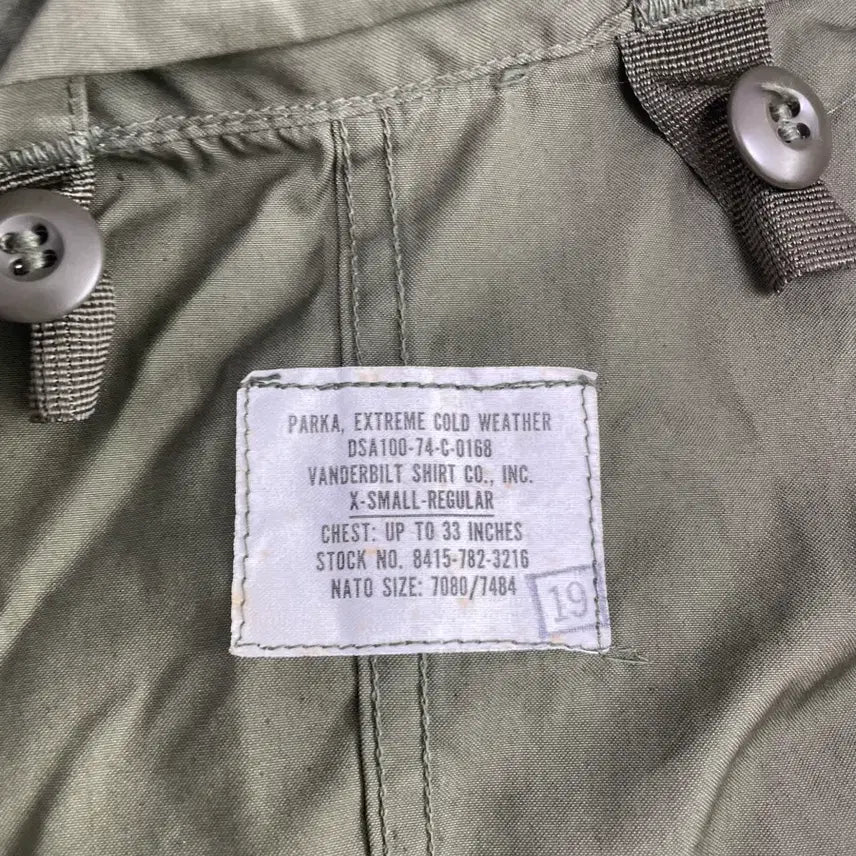 PARKA, EXTREME COLD WEATHER
DSA100-74-C-0168
VANDERBILT SHIRT CO., INC.
X-SMALL-REGULAR
CHEST: UP TO 33 INCHES
STOCK NO. 8415-782-3216
NATO SIZE: 7080/7484
19